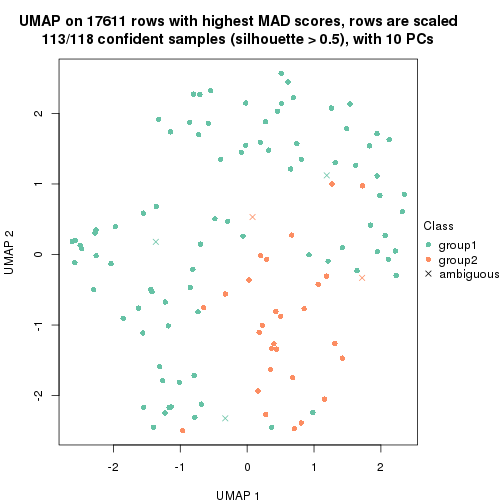 UMAP on 17611 rows with highest MAD scores, rows are scaled
113/118 confident samples (silhouette > 0.5), with 10 PCs
2
1
0
-1
-2
UMAP 2
-2
-1
0
1
2
UMAP 1
Class
group1
group2
ambiguous